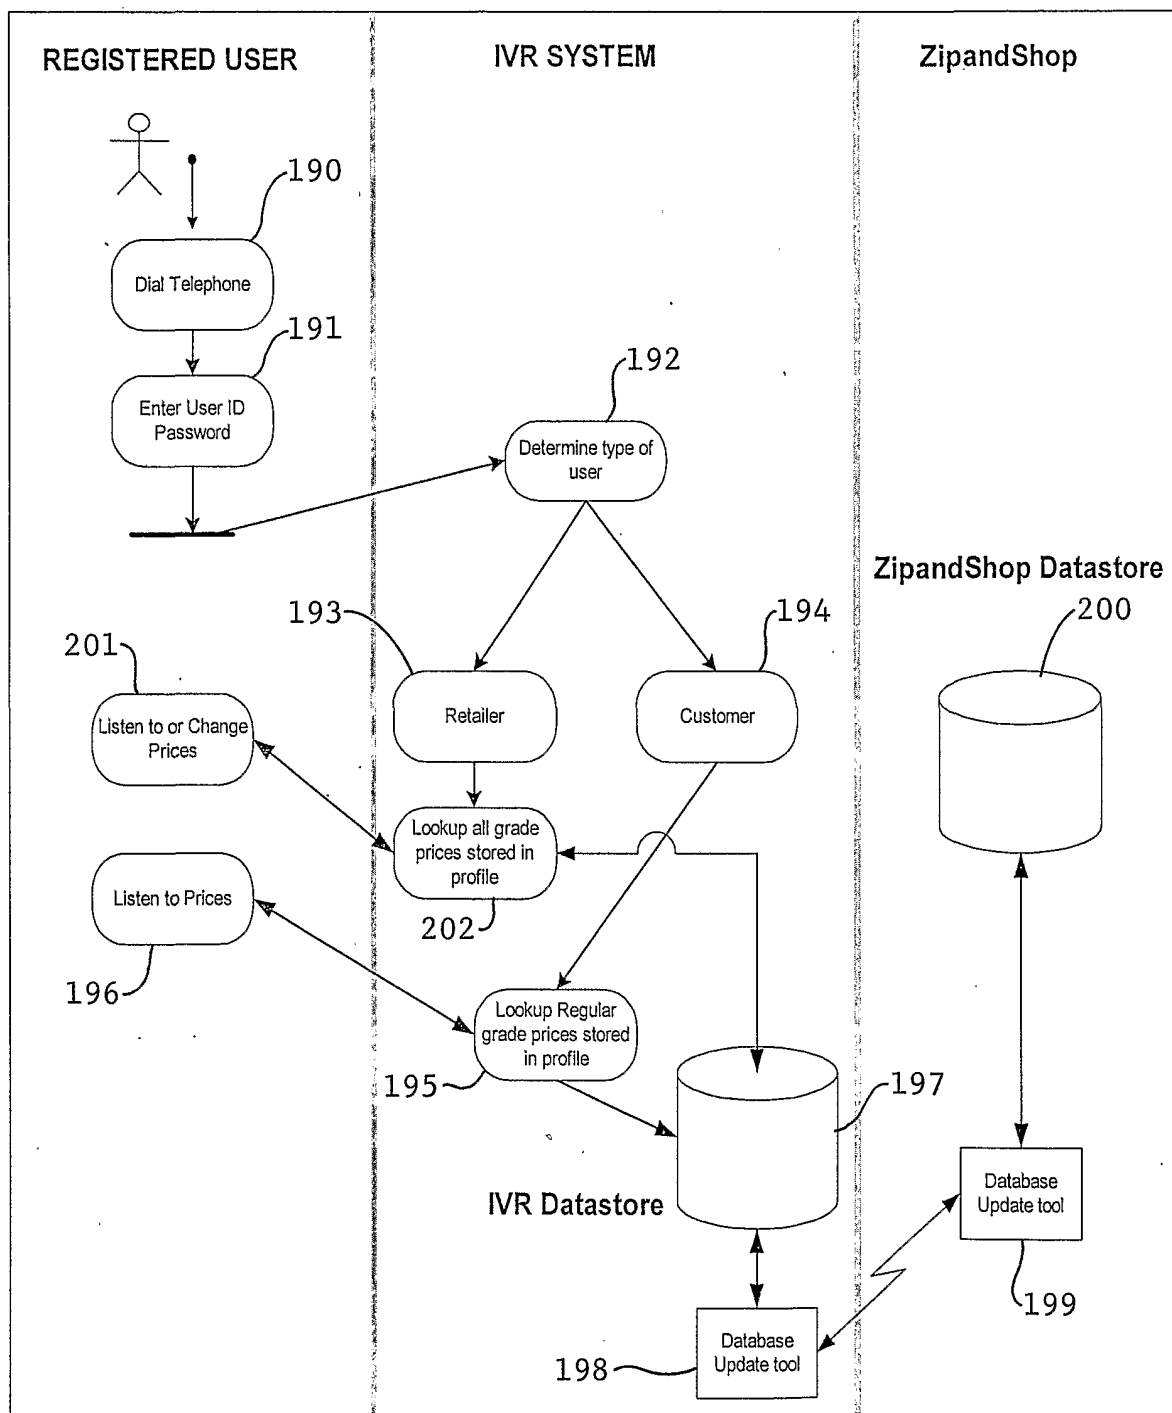 REGISTERED USER
IVR SYSTEM
ZipandShop
190
Dial Telephone
191
Enter User ID
Password
192
Determine type of
user
ZipandShop Datastore
200
193
194
201
Listen to or Change
Prices
Retailer
Customer
Lookup all grade
prices stored in
profile
202
Listen to Prices
196
Lookup Regular
grade prices stored
in profile
195
197
IVR Datastore
Database
Update tool
199
Database
Update tool
198